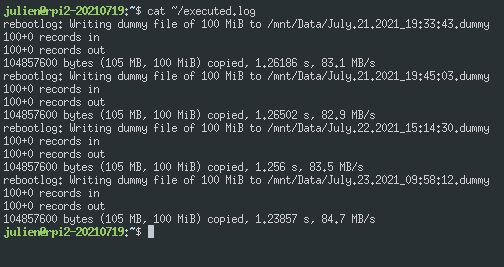 julien@rpi2-20210719:~$ cat ~/executed.log
rebootlog: Writing dummy file of 100 MiB to /mnt/Data/July.21.2021_19:33:43.dummy
100+0 records in
100+0 records out
104857600 bytes (105 MB, 100 MiB) copied, 1.26186 s, 83.1 MB/s
rebootlog: Writing dummy file of 100 MiB to /mnt/Data/July.21.2021_19:45:03.dummy
100+0 records in
100+0 records out
104857600 bytes (105 MB, 100 MiB) copied, 1.26502 s, 82.9 MB/s
rebootlog: Writing dummy file of 100 MiB to /mnt/Data/July.22.2021_15:14:30.dummy
100+0 records in
100+0 records out
104857600 bytes (105 MB, 100 MiB) copied, 1.256 s, 83.5 MB/s
rebootlog: Writing dummy file of 100 MiB to /mnt/Data/July.23.2021_09:58:12.dummy
100+0 records in
100+0 records out
104857600 bytes (105 MB, 100 MiB) copied, 1.23857 s, 84.7 MB/s
julien@rpi2-20210719:~$